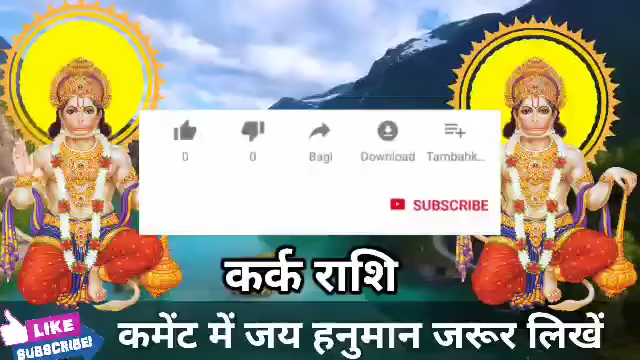 0 0 Bagi Download Tambahk...
SUBSCRIBE
कर्क राशि
LIKE
SUBSCRIBE!
कमेंट में जय हनुमान जरूर लिखें